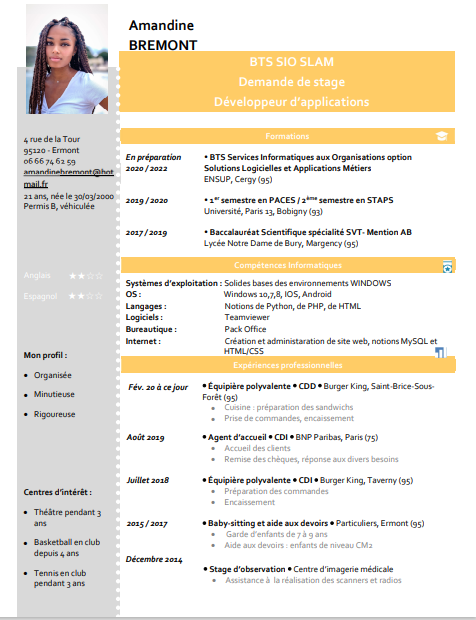 Amandine
BREMONT
BTS SIO SLAM
Demande de stage
Développeur d'applications
4 rue de la Tour
95120 - Ermont
06 66 74 62 59
amandinebremont@hot
mail.fr
21 ans, née le 30/03/2000
Permis B, véhiculée
Anglais ★★☆☆
Espagnol ★★☆☆
Mon profil :
• Organisée
• Minutieuse
• Rigoureuse
Centres d'intérêt :
• Théâtre pendant 3
ans
• Basketball en club
depuis 4 ans
• Tennis en club
pendant 3 ans
Formations
En préparation • BTS Services Informatiques aux Organisations option
2020 / 2022 Solutions Logicielles et Applications Métiers
ENSUP, Cergy (95)
2019 / 2020 • 1er semestre en PACES / 2ème semestre en STAPS
Université, Paris 13, Bobigny (93)
2017 / 2019 • Baccalauréat Scientifique spécialité SVT- Mention AB
Lycée Notre Dame de Bury, Margency (95)
Compétences Informatiques
Systèmes d'exploitation : Solides bases des environnements WINDOWS
OS : Windows 10,7,8, IOS, Android
Langages : Notions de Python, de PHP, de HTML
Logiciels : Teamviewer
Bureautique : Pack Office
Internet : Création et administaration de site web, notions MySQL et
HTML/CSS
Expériences professionnelles
Fév. 20 à ce jour • Équipière polyvalente • CDD • Burger King, Saint-Brice-Sous-
Forêt (95)
• Cuisine : préparation des sandwichs
• Prise de commandes, encaissement
Août 2019 • Agent d'accueil • CDI • BNP Paribas, Paris (75)
• Accueil des clients
• Remise des chèques, réponse aux divers besoins
Juillet 2018 • Équipière polyvalente • CDI • Burger King, Taverny (95)
• Préparation des commandes
• Encaissement
2015 / 2017 • Baby-sitting et aide aux devoirs • Particuliers, Ermont (95)
• Garde d'enfants de 7 à 9 ans
• Aide aux devoirs : enfants de niveau CM2
Décembre 2014
• Stage d'observation • Centre d'imagerie médicale
• Assistance à la réalisation des scanners et radios